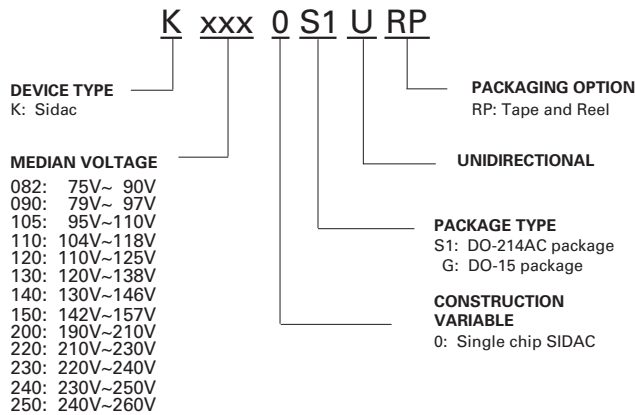 K xxx 0 S1 U RP
DEVICE TYPE
K: Sidac
MEDIAN VOLTAGE
082: 75V~ 90V
090: 79V~ 97V
105: 95V~110V
110: 104V~118V
120: 110V~125V
130: 120V~138V
140: 130V~146V
150: 142V~157V
200: 190V~210V
220: 210V~230V
230: 220V~240V
240: 230V~250V
250: 240V~260V
PACKAGING OPTION
RP: Tape and Reel
UNIDIRECTIONAL
PACKAGE TYPE
S1: DO-214AC package
G: DO-15 package
CONSTRUCTION
VARIABLE
0: Single chip SIDAC